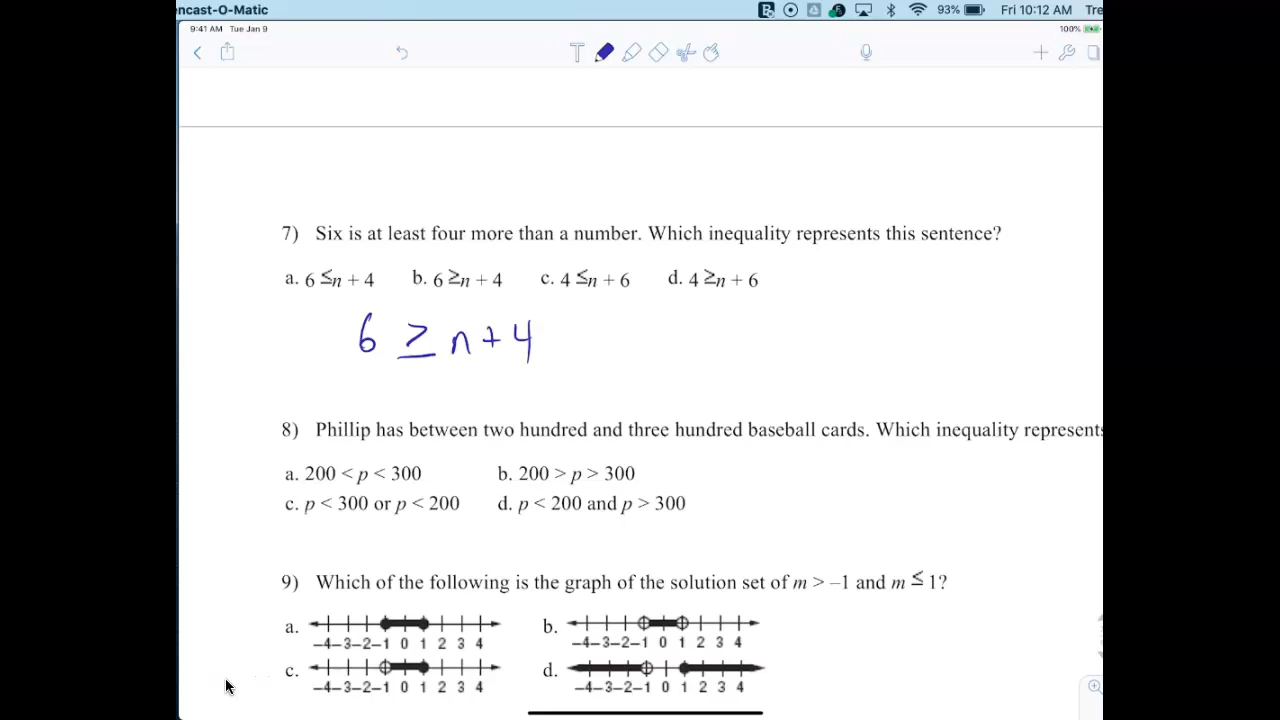 encast-O-Matic 93% Fri 10:12 AM Tre
9:41 AM Tue Jan 9 100%
7) Six is at least four more than a number. Which inequality represents this sentence?
a. 6 ≤n + 4 b. 6 ≥n + 4 c. 4 ≤n + 6 d. 4 ≥n + 6
6 ≥ n + 4
8) Phillip has between two hundred and three hundred baseball cards. Which inequality represents
a. 200 < p < 300 b. 200 > p > 300
c. p < 300 or p < 200 d. p < 200 and p > 300
9) Which of the following is the graph of the solution set of m > –1 and m ≤ 1?
a. –4–3–2–1 0 1 2 3 4 b. –4–3–2–1 0 1 2 3 4
c. –4–3–2–1 0 1 2 3 4 d. –4–3–2–1 0 1 2 3 4